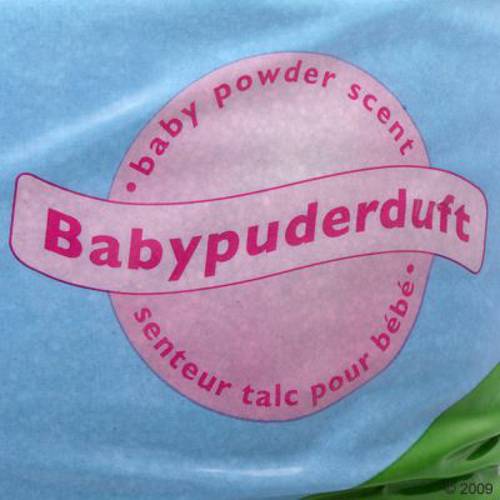 • baby powder scent
Babypuderduft
senteur talc pour bébé •
© 2009